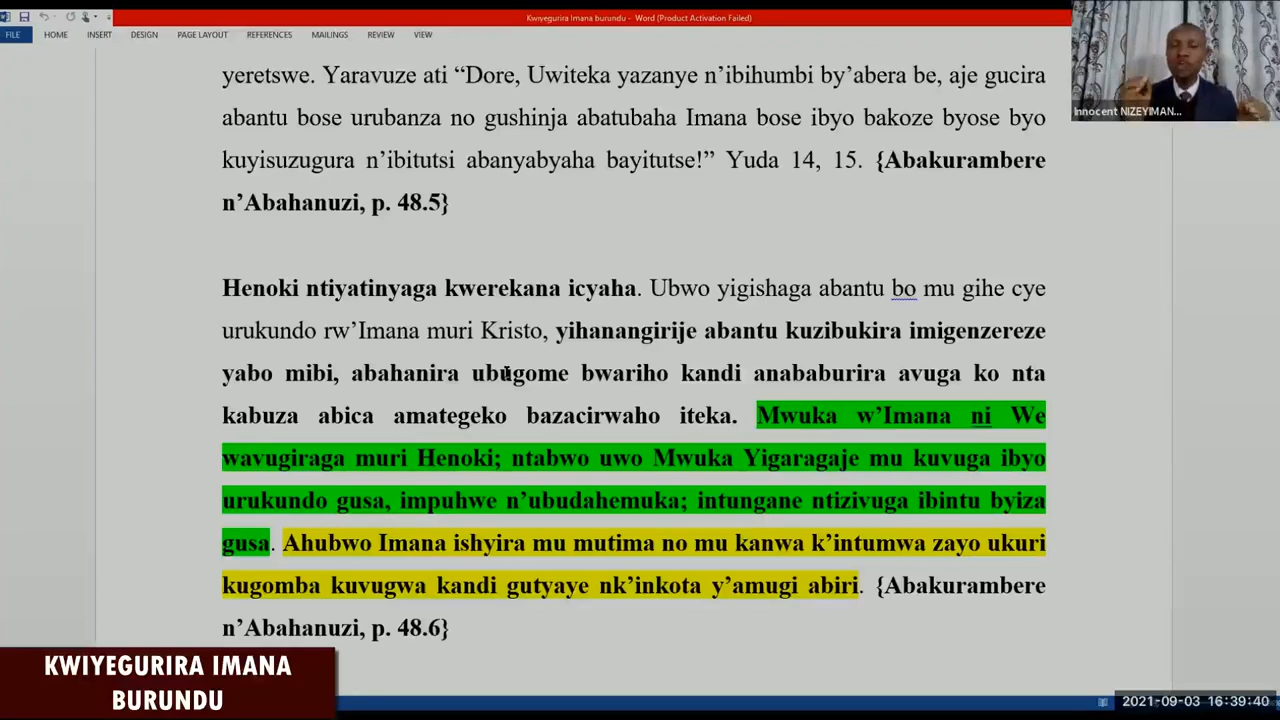 Kwiyegurira Imana burundu - Word (Product Activation Failed)
FILE HOME INSERT DESIGN PAGE LAYOUT REFERENCES MAILINGS REVIEW VIEW
yeretswe. Yaravuze ati “Dore, Uwiteka yazanye n’ibihumbi by’abera be, aje gucira
abantu bose urubanza no gushinja abatubaha Imana bose ibyo bakoze byose byo
kuyisuzugura n’ibitutsi abanyabyaha bayitutse!” Yuda 14, 15. {Abakurambere
n’Abahanuzi, p. 48.5}
Henoki ntiyatinyaga kwerekana icyaha. Ubwo yigishaga abantu bo mu gihe cye
urukundo rw’Imana muri Kristo, yihanangirije abantu kuzibukira imigenzereze
yabo mibi, abahanira ubugome bwariho kandi anababurira avuga ko nta
kabuza abica amategeko bazacirwaho iteka. Mwuka w’Imana ni We
wavugiraga muri Henoki; ntabwo uwo Mwuka Yigaragaje mu kuvuga ibyo
urukundo gusa, impuhwe n’ubudahemuka; intungane ntizivuga ibintu byiza
gusa. Ahubwo Imana ishyira mu mutima no mu kanwa k’intumwa zayo ukuri
kugomba kuvugwa kandi gutyaye nk’inkota y’amugi abiri. {Abakurambere
n’Abahanuzi, p. 48.6}
Innocent NIZEYIMAN...
KWIYEGURIRA IMANA
BURUNDU
2021-09-03 16:39:40